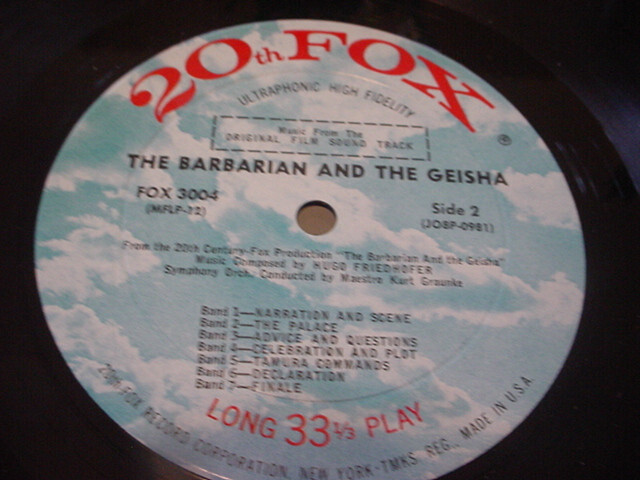 20th FOX
ULTRAPHONIC HIGH FIDELITY
Music From The
ORIGINAL FILM SOUND TRACK
℗
THE BARBARIAN AND THE GEISHA
FOX 3004
(MFLP-22)
Side 2
(JO8P-0981)
From the 20th Century-Fox Production "The Barbarian And the Geisha"
Music Composed by HUGO FRIEDHOFER
Symphony Orch. Conducted by Maestro Kurt Graunke
Band 1—NARRATION AND SCENE
Band 2—THE PALACE
Band 3—ADVICE AND QUESTIONS
Band 4—CELEBRATION AND PLOT
Band 5—TAMURA COMMANDS
Band 6—DECLARATION
Band 7—FINALE
LONG 33 1/3 PLAY
20th FOX RECORD CORPORATION, NEW YORK-TMKS REG., MADE IN U.S.A.